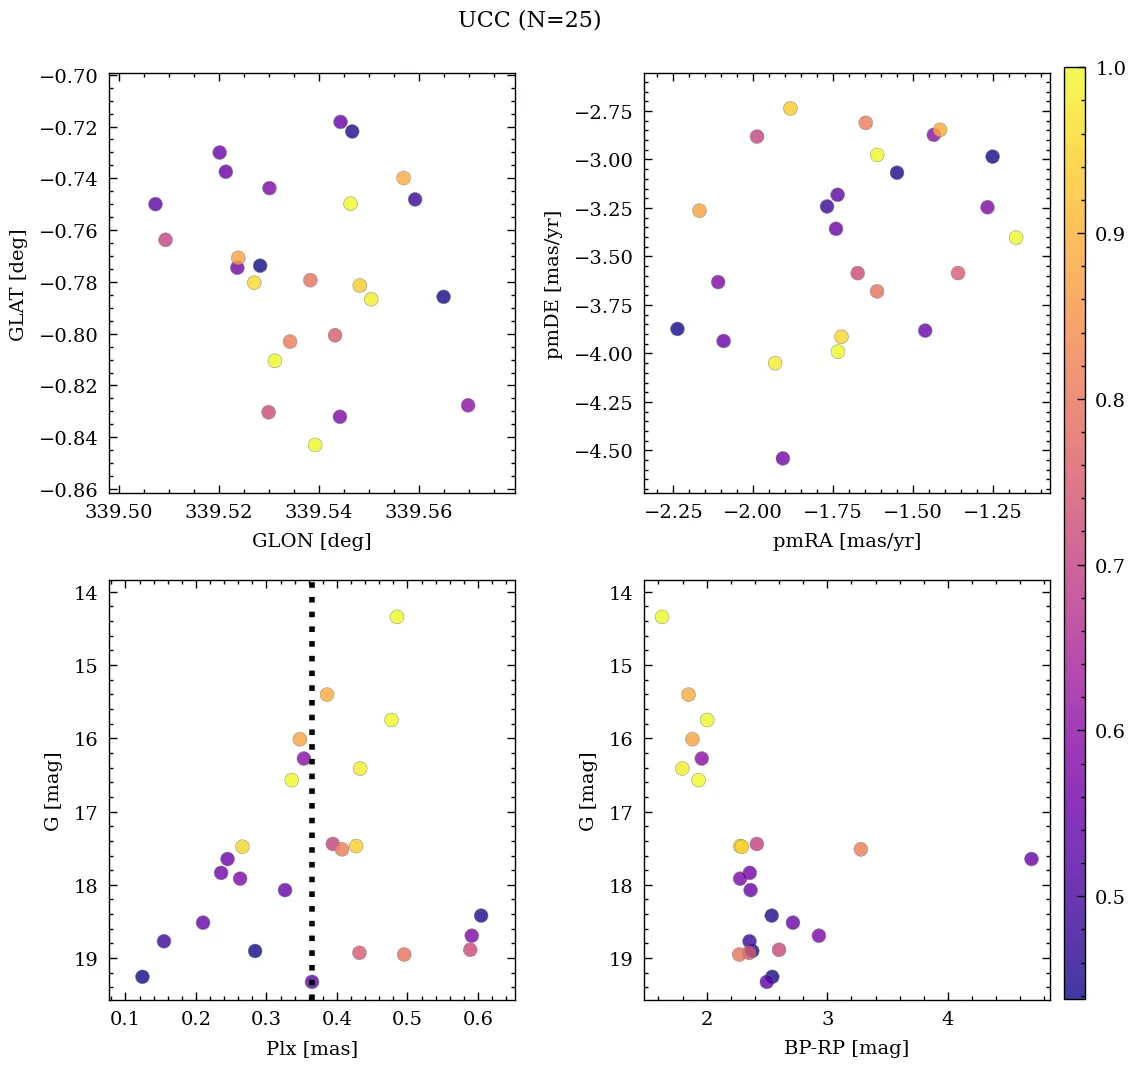 UCC (N=25)
−0.70
−0.72
−0.74
−0.76
−0.78
−0.80
−0.82
−0.84
−0.86
GLAT [deg]
339.50 339.52 339.54 339.56
GLON [deg]
−2.75
−3.00
−3.25
−3.50
−3.75
−4.00
−4.25
−4.50
pmDE [mas/yr]
−2.25 −2.00 −1.75 −1.50 −1.25
pmRA [mas/yr]
14
15
16
17
18
19
G [mag]
0.1 0.2 0.3 0.4 0.5 0.6
Plx [mas]
14
15
16
17
18
19
G [mag]
2 3 4
BP-RP [mag]
1.0
0.9
0.8
0.7
0.6
0.5